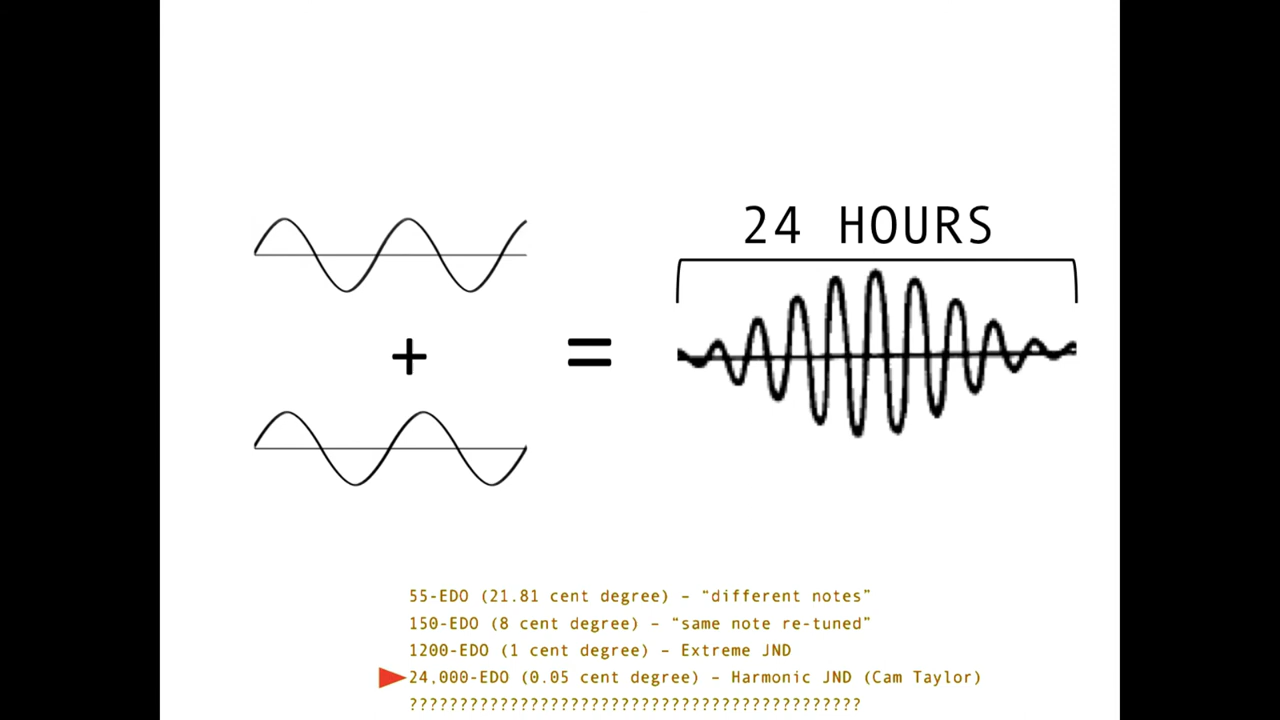 24 HOURS
+
=
55-EDO (21.81 cent degree) – “different notes”
150-EDO (8 cent degree) – “same note re-tuned”
1200-EDO (1 cent degree) – Extreme JND
24,000-EDO (0.05 cent degree) – Harmonic JND (Cam Taylor)
????????????????????????????????????????????